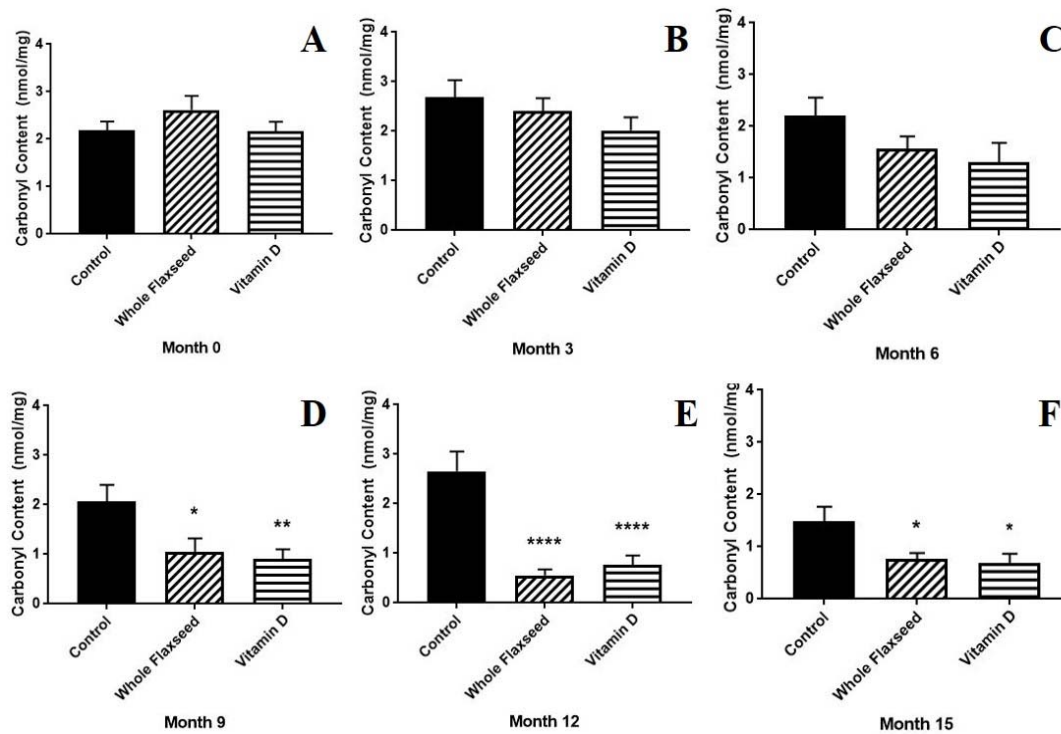 A
Carbonyl Content (nmol/mg)
4
3
2
1
0
Control
Whole Flaxseed
Vitamin D
Month 0
B
Carbonyl Content (nmol/mg)
4
3
2
1
0
Control
Whole Flaxseed
Vitamin D
Month 3
C
Carbonyl Content (nmol/mg)
4
3
2
1
0
Control
Whole Flaxseed
Vitamin D
Month 6
D
Carbonyl Content (nmol/mg)
4
3
2
1
0
*
**
Control
Whole Flaxseed
Vitamin D
Month 9
E
Carbonyl Content (nmol/mg)
4
3
2
1
0
****
****
Control
Whole Flaxseed
Vitamin D
Month 12
F
Carbonyl Content (nmol/mg)
4
3
2
1
0
*
*
Control
Whole Flaxseed
Vitamin D
Month 15